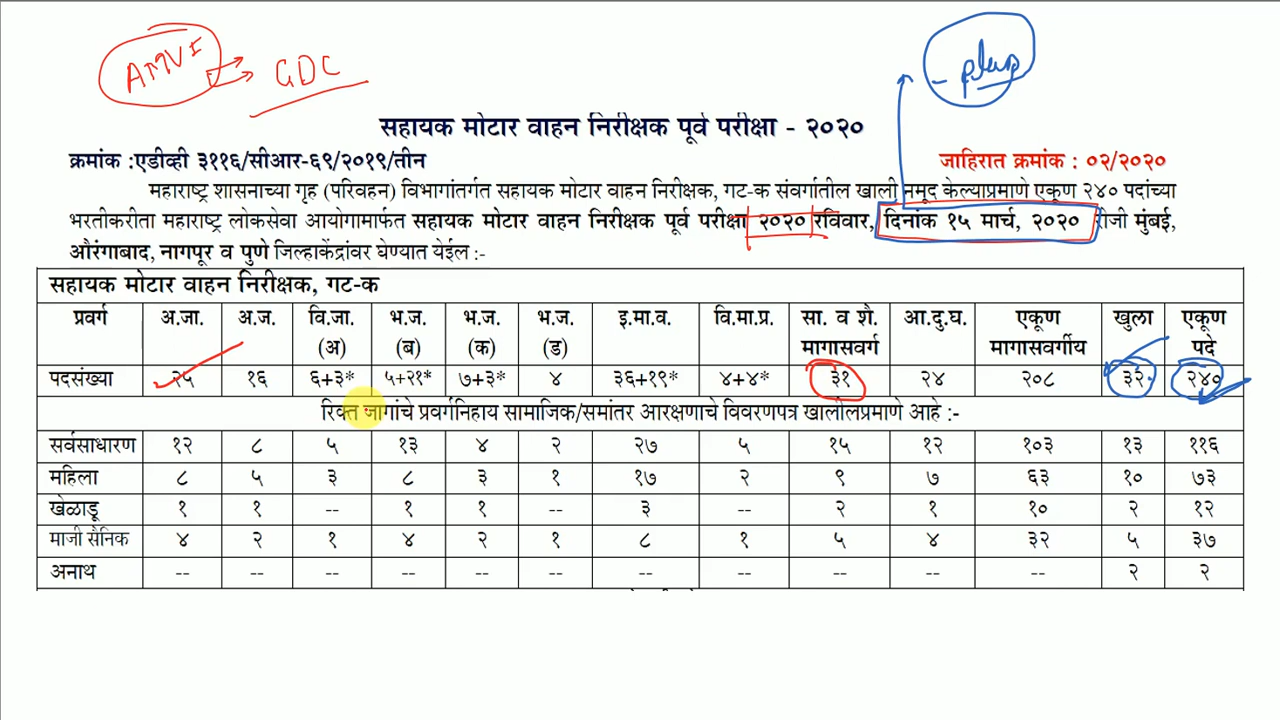 AMVI GDC
plup
सहायक मोटार वाहन निरीक्षक पूर्व परीक्षा - २०२०
क्रमांक :एडीव्ही ३११६/सीआर-६९/२०१९/तीन जाहिरात क्रमांक : ०२/२०२०
महाराष्ट्र शासनाच्या गृह (परिवहन) विभागांतर्गत सहायक मोटार वाहन निरीक्षक, गट-क संवर्गातील खाली नमूद केल्याप्रमाणे एकूण २४० पदांच्या
भरतीकरीता महाराष्ट्र लोकसेवा आयोगामार्फत सहायक मोटार वाहन निरीक्षक पूर्व परीक्षा २०२० रविवार, दिनांक १५ मार्च, २०२० रोजी मुंबई,
औरंगाबाद, नागपूर व पुणे जिल्हाकेंद्रांवर घेण्यात येईल :-
सहायक मोटार वाहन निरीक्षक, गट-क
प्रवर्ग अ.जा. अ.ज. वि.जा. भ.ज. भ.ज. भ.ज. इ.मा.व. वि.मा.प्र. सा. व शै. आ.दु.घ. एकूण खुला एकूण
(अ) (ब) (क) (ड) मागासवर्ग मागासवर्गीय पदे
पदसंख्या २५ १६ ६+३* ५+२१* ७+३* ४ ३६+१९* ४+४* ३१ २४ २०८ ३२ २४०
रिक्त जागांचे प्रवर्गनिहाय सामाजिक/समांतर आरक्षणाचे विवरणपत्र खालीलप्रमाणे आहे :-
सर्वसाधारण १२ ८ ५ १३ ४ २ २७ ५ १५ १२ १०३ १३ ११६
महिला ८ ५ ३ ८ ३ १ १७ २ ९ ७ ६३ १० ७३
खेळाडू १ १ -- १ १ -- ३ -- २ १ १० २ १२
माजी सैनिक ४ २ १ ४ २ १ ८ १ ५ ४ ३२ ५ ३७
अनाथ -- -- -- -- -- -- -- -- -- -- -- २ २